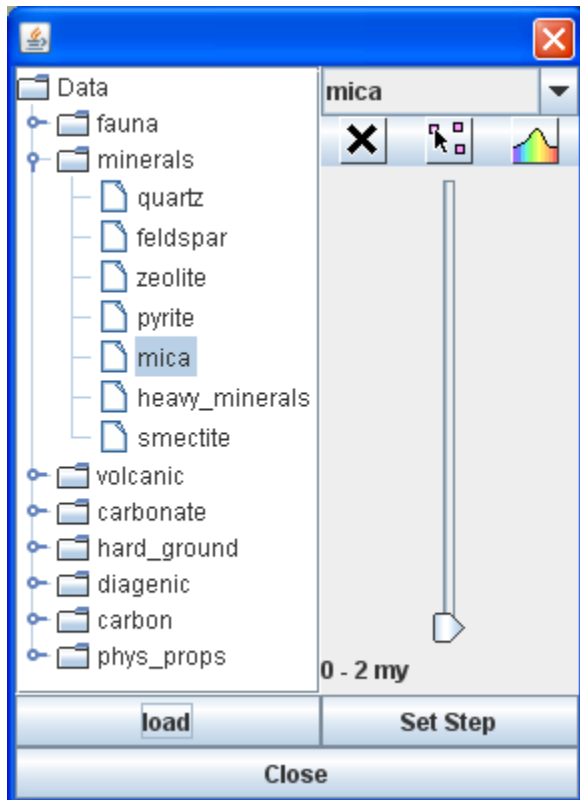 Data
fauna
minerals
quartz
feldspar
zeolite
pyrite
mica
heavy_minerals
smectite
volcanic
carbonate
hard_ground
diagenic
carbon
phys_props
mica
0 - 2 my
load
Set Step
Close